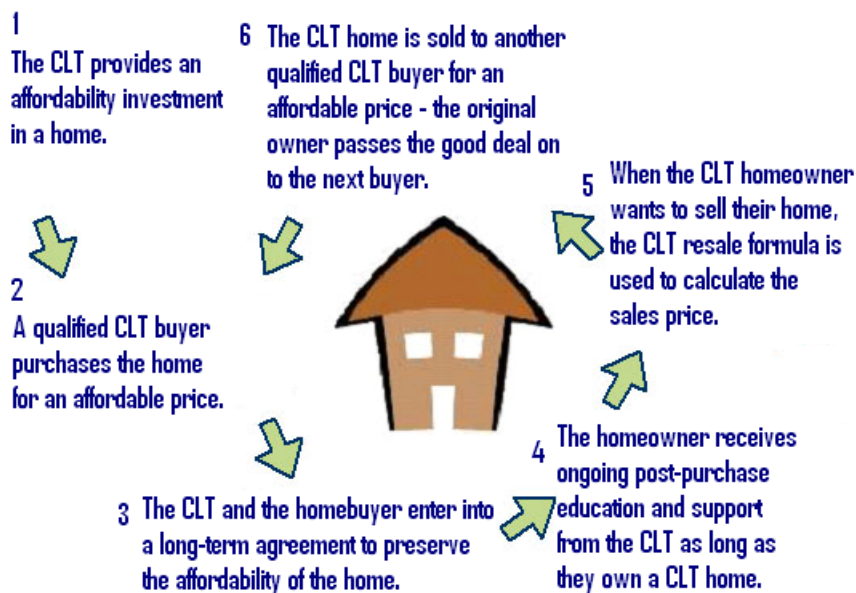 1
The CLT provides an
affordability investment
in a home.
2
A qualified CLT buyer
purchases the home
for an affordable price.
3 The CLT and the homebuyer enter into
a long-term agreement to preserve
the affordability of the home.
4 The homeowner receives
ongoing post-purchase
education and support
from the CLT as long as
they own a CLT home.
5 When the CLT homeowner
wants to sell their home,
the CLT resale formula is
used to calculate the
sales price.
6 The CLT home is sold to another
qualified CLT buyer for an
affordable price - the original
owner passes the good deal on
to the next buyer.